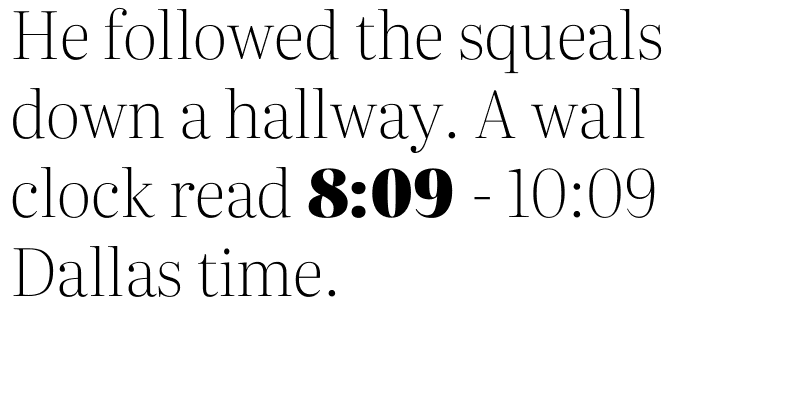 He followed the squeals
down a hallway. A wall
clock read 8:09 - 10:09
Dallas time.